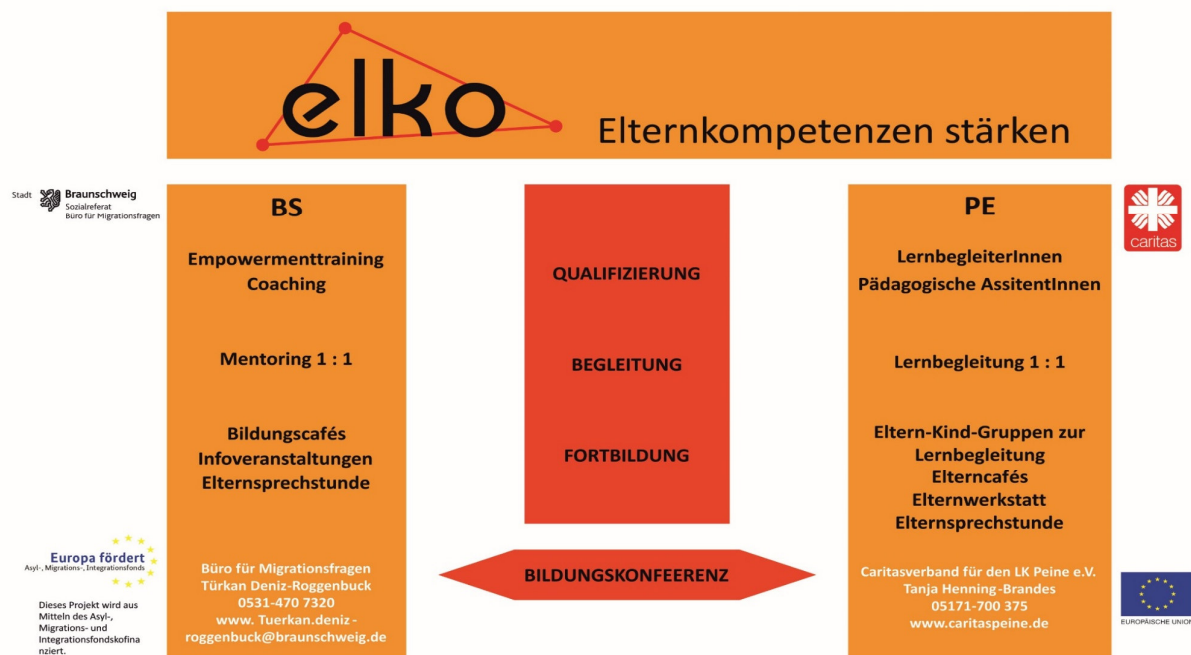 elko
Elternkompetenzen stärken
Stadt
Braunschweig
Sozialreferat
Büro für Migrationsfragen
BS
Empowermenttraining
Coaching
Mentoring 1 : 1
Bildungscafés
Infoveranstaltungen
Elternsprechstunde
Büro für Migrationsfragen
Türkan Deniz-Roggenbuck
0531-470 7320
www. Tuerkan.deniz-
roggenbuck@braunschweig.de
QUALIFIZIERUNG
BEGLEITUNG
FORTBILDUNG
BILDUNGSKONFEERENZ
PE
LernbegleiterInnen
Pädagogische AssitentInnen
Lernbegleitung 1 : 1
Eltern-Kind-Gruppen zur
Lernbegleitung
Elterncafés
Elternwerkstatt
Elternsprechstunde
Caritasverband für den LK Peine e.V.
Tanja Henning-Brandes
05171-700 375
www.caritaspeine.de
caritas
Europa fördert
Asyl-, Migrations-, Integrationsfonds
Dieses Projekt wird aus
Mitteln des Asyl-,
Migrations- und
Integrationsfondskofina
nziert.
EUROPÄISCHE UNION